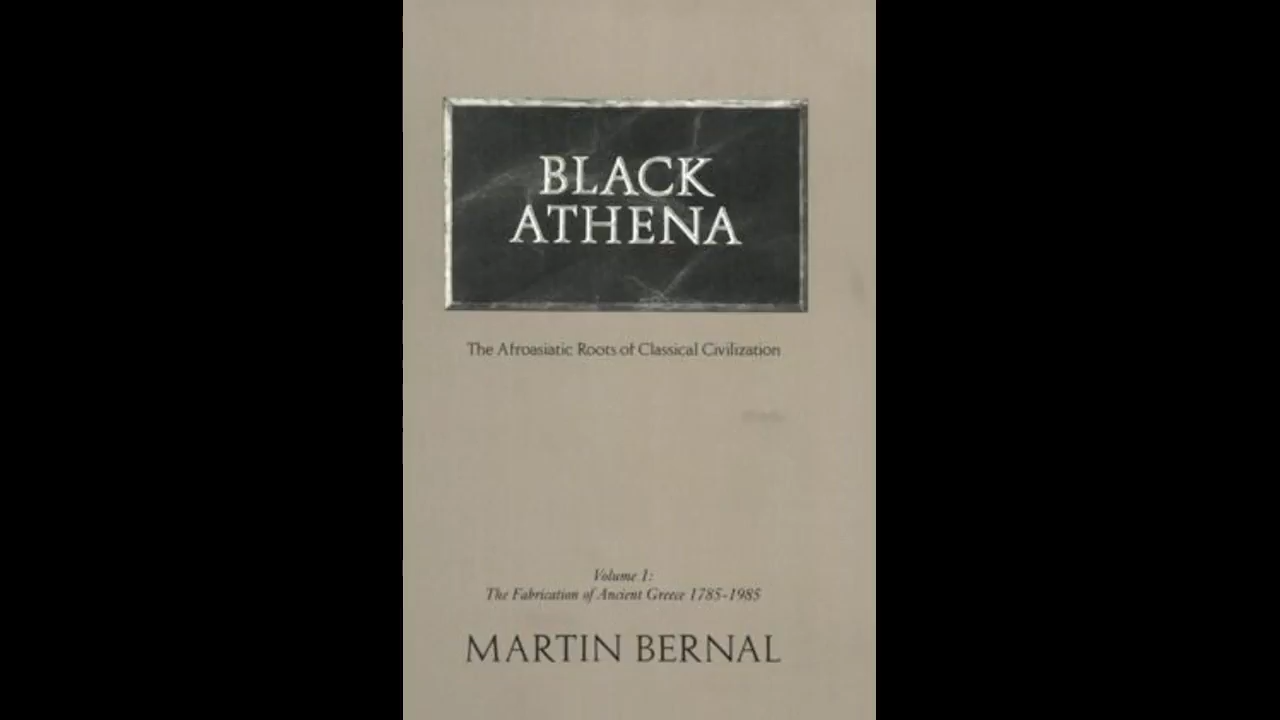 BLACK
ATHENA
The Afroasiatic Roots of Classical Civilization
Volume 1:
The Fabrication of Ancient Greece 1785-1985
MARTIN BERNAL